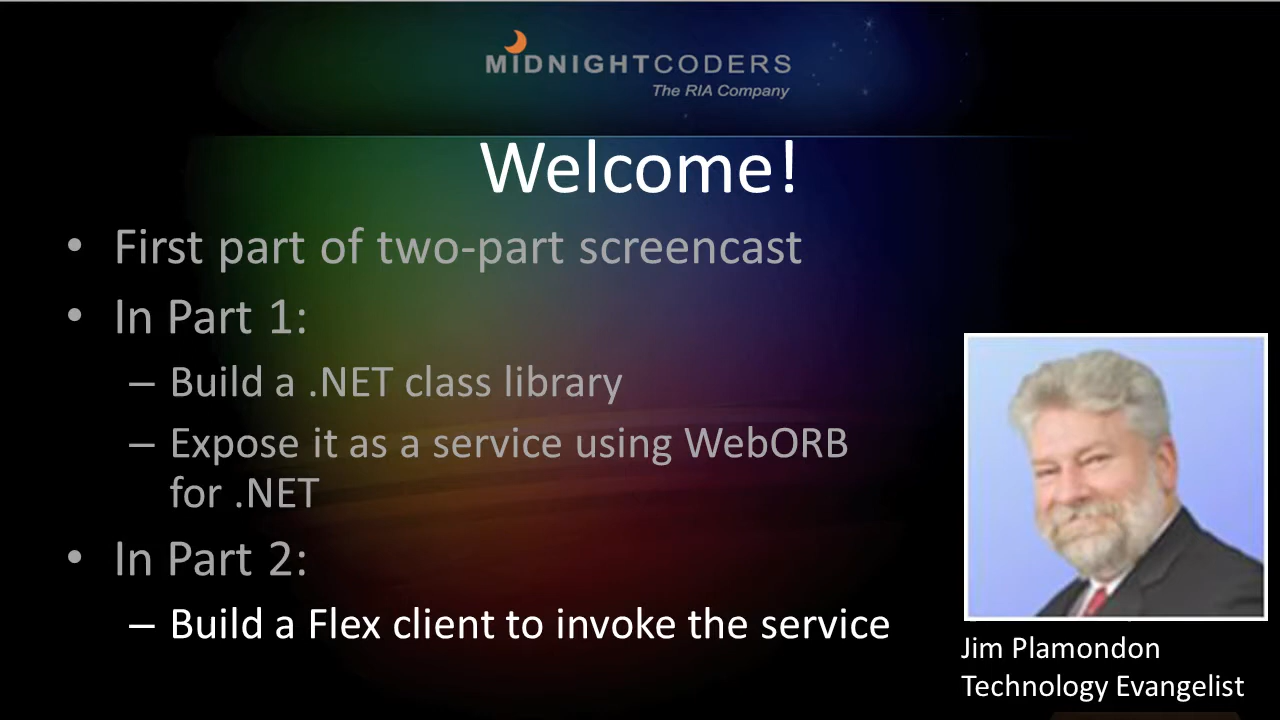 MIDNIGHTCODERS
The RIA Company
Welcome!
• First part of two-part screencast
• In Part 1:
– Build a .NET class library
– Expose it as a service using WebORB
for .NET
• In Part 2:
– Build a Flex client to invoke the service
Jim Plamondon
Technology Evangelist